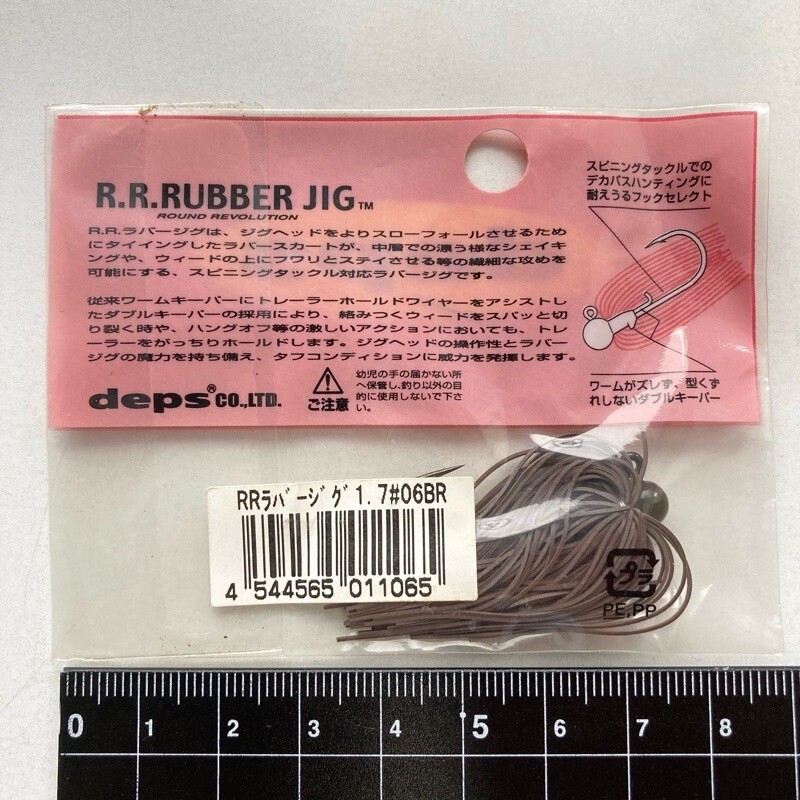 R.R.RUBBER JIG™
ROUND REVOLUTION
R.R.ラバージグは、ジグヘッドをよりスローフォールさせるため
にタイイングしたラバースカートが、中層での漂う様なシェイキ
ングや、ウィードの上にフワリとステイさせる等の繊細な攻めを
可能にする、スピニングタックル対応ラバージグです。
従来ワームキーパーにトレーラーホールドワイヤーをアシストし
たダブルキーパーの採用により、絡みつくウィードをスパッと切
り裂く時や、ハングオフ等の激しいアクションにおいても、トレ
ーラーをがっちりホールドします。ジグヘッドの操作性とラバー
ジグの魔力を持ち備え、タフコンディションに威力を発揮します。
deps® CO.,LTD.
ご注意
幼児の手の届かない所
へ保管し、釣り以外の目
的に使用しないで下さ
い。
スピニングタックルでの
デカバスハンティングに
耐えうるフックセレクト
ワームがズレず、型くず
れしないダブルキーパー
RRラバージグ1.7#06BR
4 544565 011065
プラ
PE,PP
0 1 2 3 4 5 6 7 8